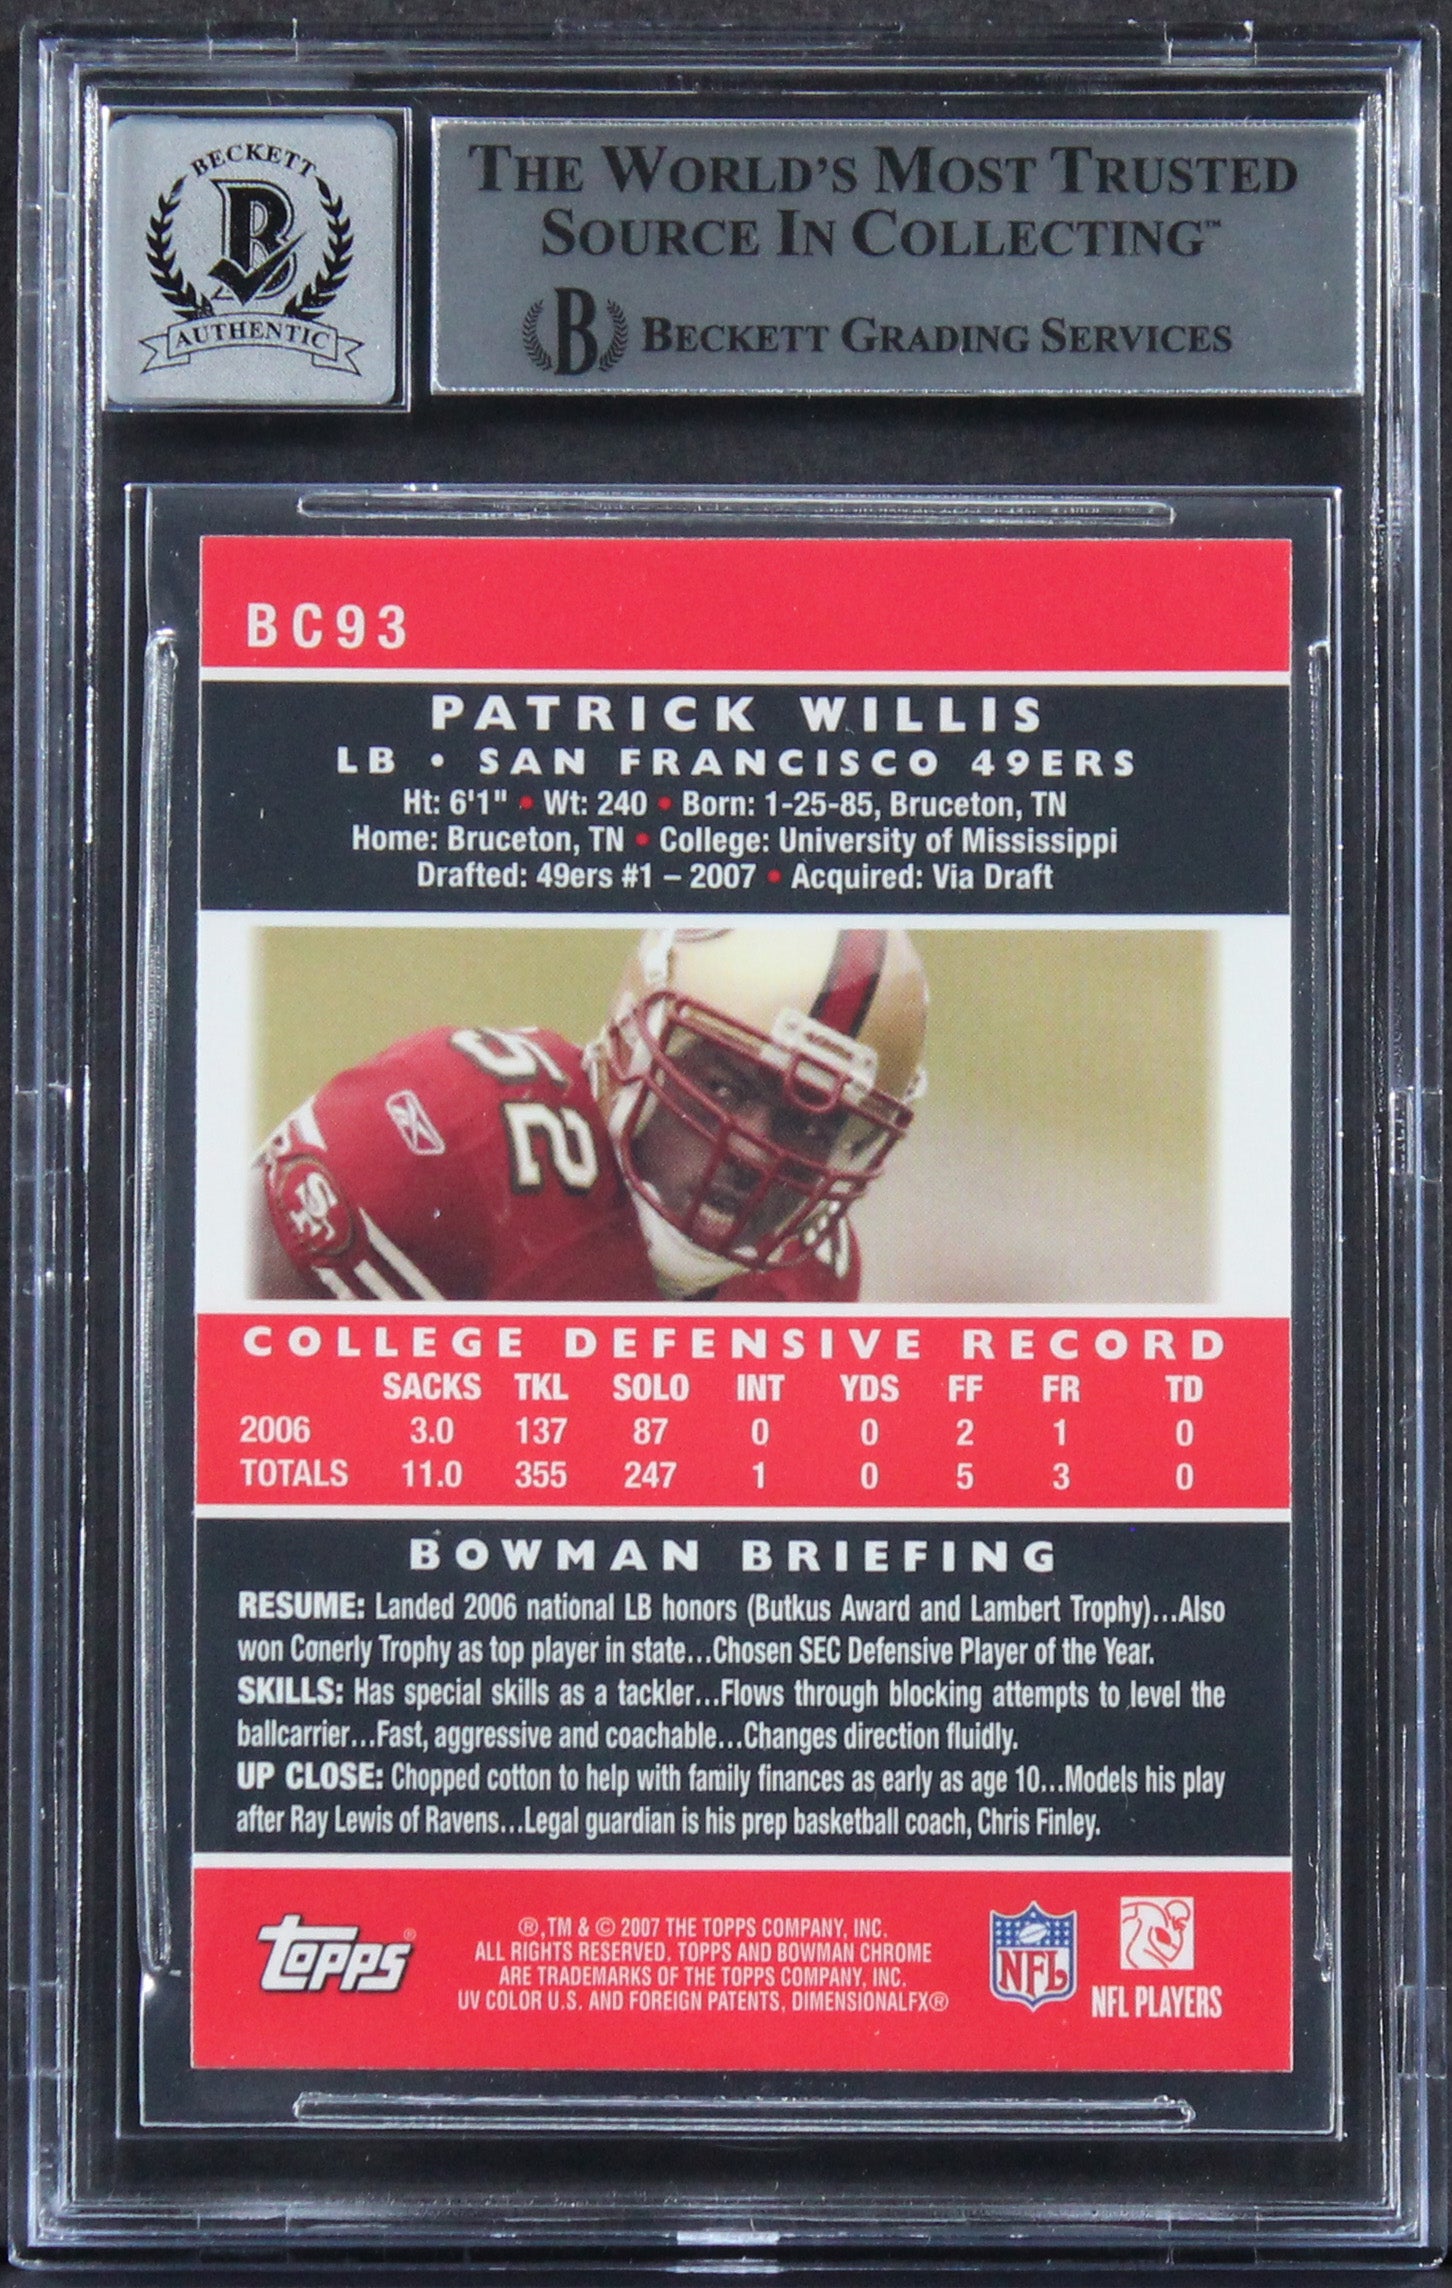 BECKETT
B
AUTHENTIC
THE WORLD'S MOST TRUSTED
SOURCE IN COLLECTING™
B BECKETT GRADING SERVICES
BC93
PATRICK WILLIS
LB • SAN FRANCISCO 49ERS
Ht: 6'1" • Wt: 240 • Born: 1-25-85, Bruceton, TN
Home: Bruceton, TN • College: University of Mississippi
Drafted: 49ers #1 – 2007 • Acquired: Via Draft
52
SF
COLLEGE DEFENSIVE RECORD
SACKS TKL SOLO INT YDS FF FR TD
2006 3.0 137 87 0 0 2 1 0
TOTALS 11.0 355 247 1 0 5 3 0
BOWMAN BRIEFING
RESUME: Landed 2006 national LB honors (Butkus Award and Lambert Trophy)...Also
won Conerly Trophy as top player in state...Chosen SEC Defensive Player of the Year.
SKILLS: Has special skills as a tackler...Flows through blocking attempts to level the
ballcarrier...Fast, aggressive and coachable...Changes direction fluidly.
UP CLOSE: Chopped cotton to help with family finances as early as age 10...Models his play
after Ray Lewis of Ravens...Legal guardian is his prep basketball coach, Chris Finley.
Topps®
®,TM & © 2007 THE TOPPS COMPANY, INC.
ALL RIGHTS RESERVED. TOPPS AND BOWMAN CHROME
ARE TRADEMARKS OF THE TOPPS COMPANY, INC.
UV COLOR U.S. AND FOREIGN PATENTS, DIMENSIONALFX®
NFL
NFL PLAYERS